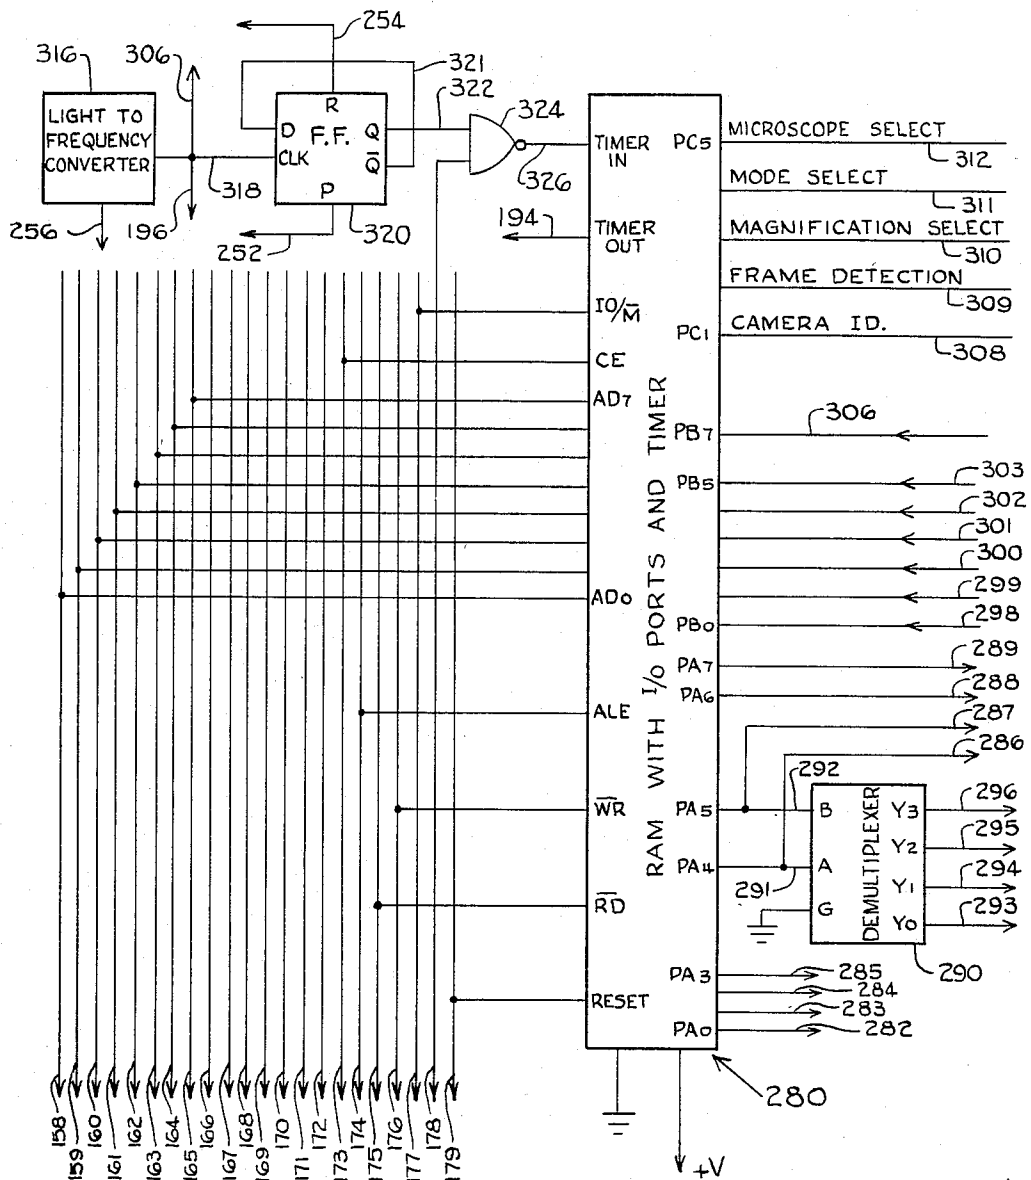 254
316
306
321
322
324
LIGHT TO
FREQUENCY
CONVERTER
R
D F.F. Q
CLK Q̅
P
318
326
TIMER
IN
PC5
MICROSCOPE SELECT
312
MODE SELECT
311
256
196
252
320
194
TIMER
OUT
MAGNIFICATION SELECT
310
FRAME DETECTION
309
IO/M̅
PC1
CAMERA ID.
308
CE
AD7
RAM WITH I/O PORTS AND TIMER
PB7
306
PB5
303
302
301
300
299
AD0
PB0
298
PA7
289
PA6
288
287
286
ALE
292
W̅R̅
PA5
B
DEMULTIPLEXER
Y3
296
Y2
295
PA4
A
Y1
294
291
R̅D̅
G
Y0
293
290
RESET
PA3
285
284
283
PA0
282
280
+V
158
159
160
161
162
163
164
165
166
167
168
169
170
171
172
173
174
175
176
177
178
179